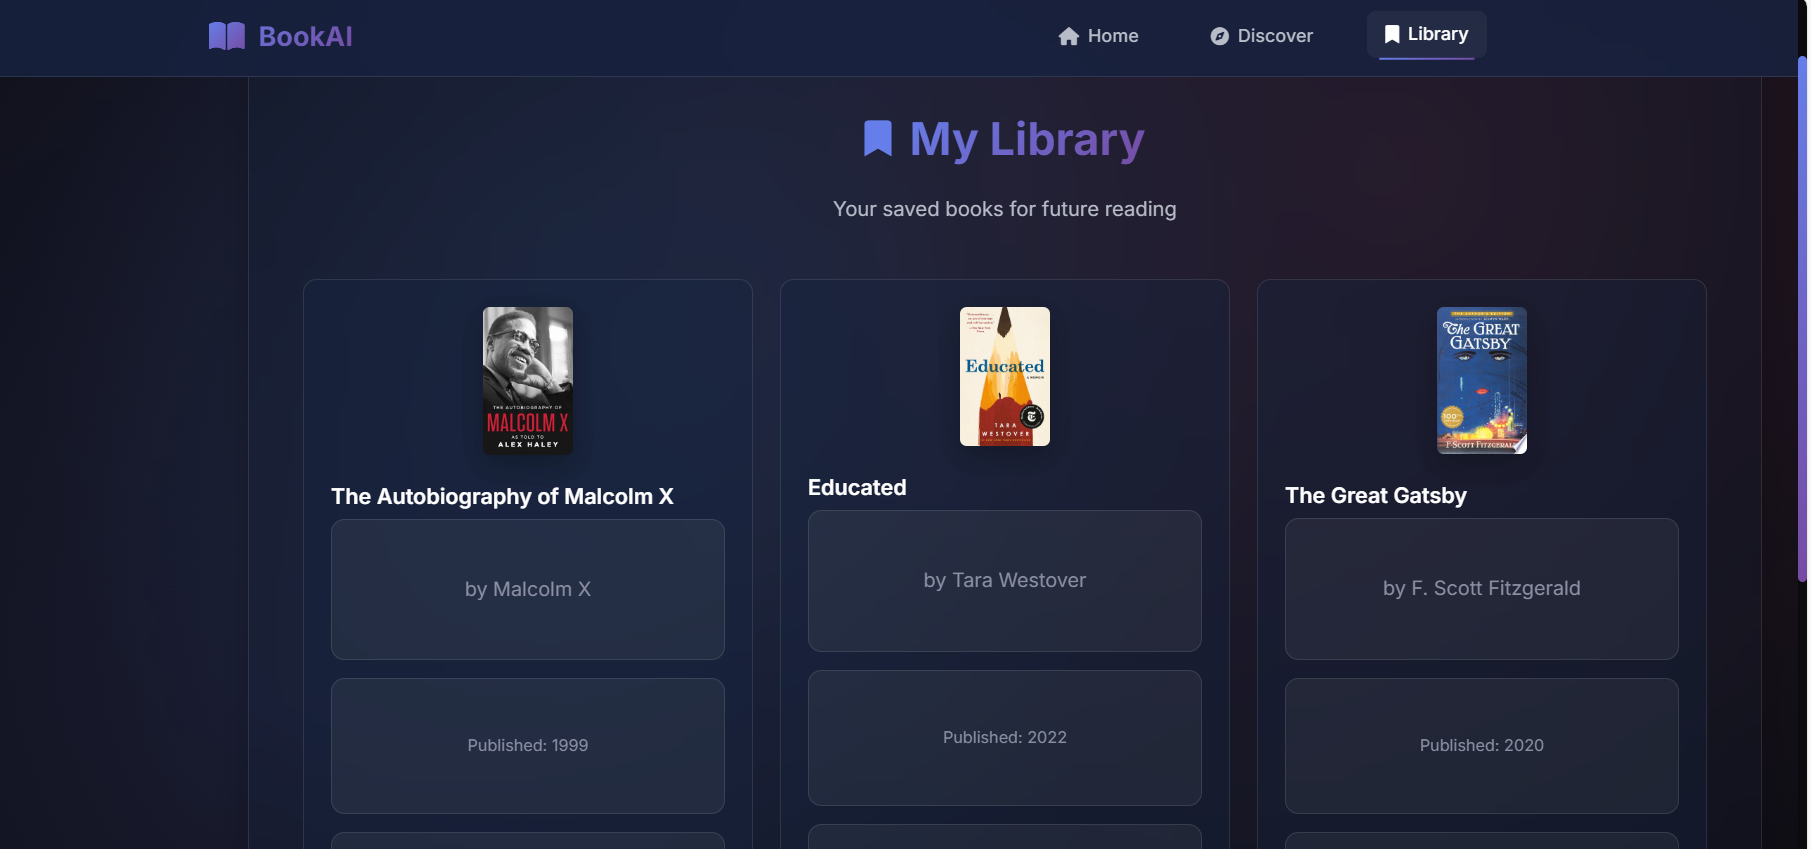 BookAI
Home
Discover
Library
My Library
Your saved books for future reading
THE AUTOBIOGRAPHY OF
MALCOLM X
AS TOLD TO
ALEX HALEY
The Autobiography of Malcolm X
by Malcolm X
Published: 1999
Educated
A MEMOIR
TARA
WESTOVER
Educated
by Tara Westover
Published: 2022
The GREAT
GATSBY
100
F. SCOTT FITZGERALD
The Great Gatsby
by F. Scott Fitzgerald
Published: 2020